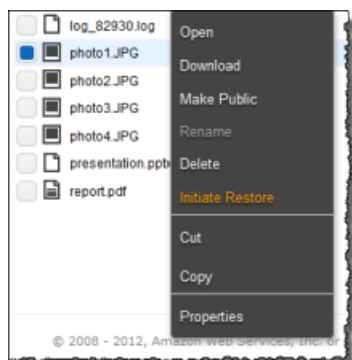 log_82930.log
photo1.JPG
photo2.JPG
photo3.JPG
photo4.JPG
presentation.pptx
report.pdf
Open
Download
Make Public
Rename
Delete
Initiate Restore
Cut
Copy
Properties
© 2008 - 2012, Amazon Web Services, Inc. or